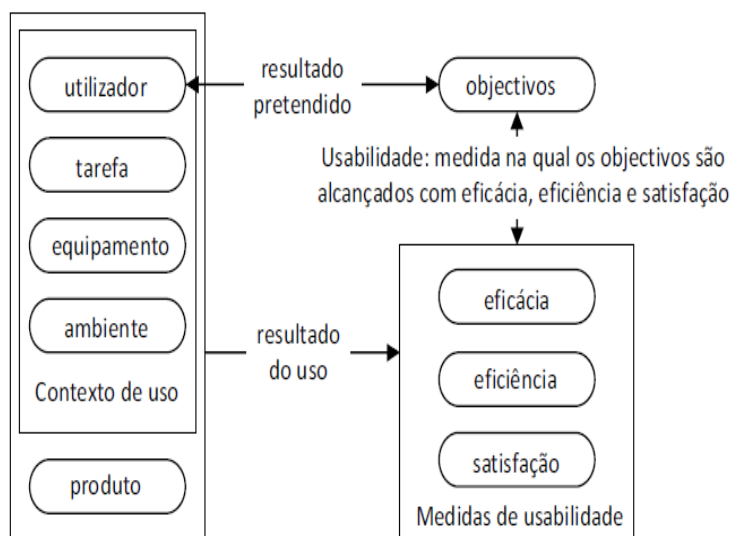 utilizador
tarefa
equipamento
ambiente
Contexto de uso
produto
resultado
pretendido
objectivos
Usabilidade: medida na qual os objectivos são
alcançados com eficácia, eficiência e satisfação
resultado
do uso
eficácia
eficiência
satisfação
Medidas de usabilidade